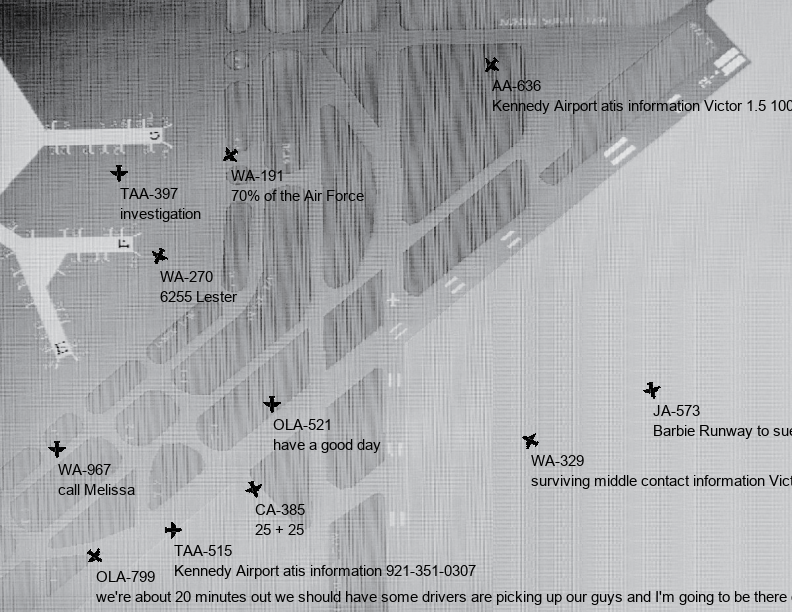 AA-636
Kennedy Airport atis information Victor 1.5 100
WA-191
70% of the Air Force
TAA-397
investigation
WA-270
6255 Lester
JA-573
Barbie Runway to sue
OLA-521
have a good day
WA-329
surviving middle contact information Vict
WA-967
call Melissa
CA-385
25 + 25
TAA-515
Kennedy Airport atis information 921-351-0307
OLA-799
we're about 20 minutes out we should have some drivers are picking up our guys and I'm going to be there